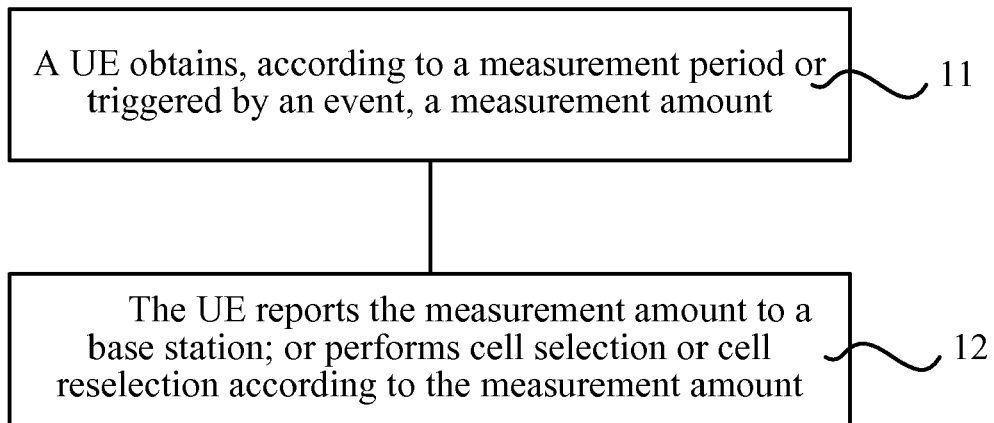 A UE obtains, according to a measurement period or
triggered by an event, a measurement amount
11
The UE reports the measurement amount to a
base station; or performs cell selection or cell
reselection according to the measurement amount
12